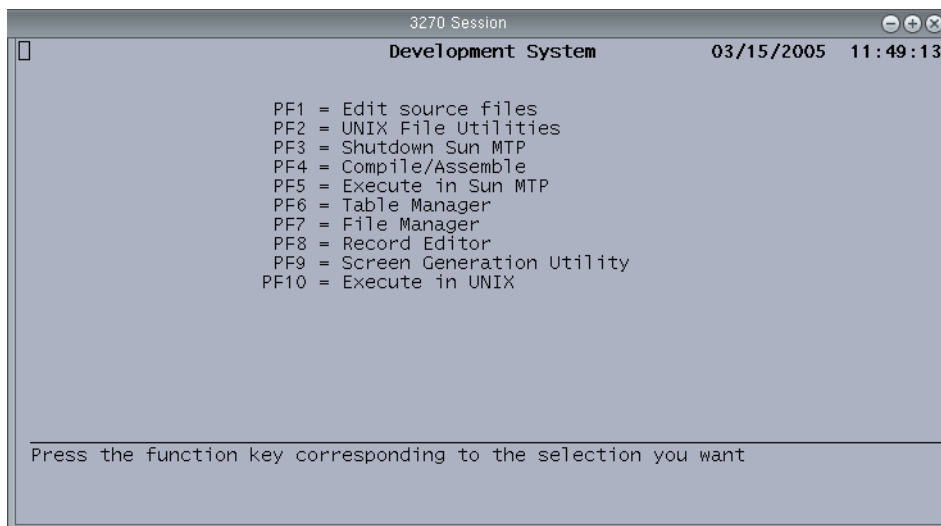 3270 Session
Development System 03/15/2005 11:49:13
PF1 = Edit source files
PF2 = UNIX File Utilities
PF3 = Shutdown Sun MTP
PF4 = Compile/Assemble
PF5 = Execute in Sun MTP
PF6 = Table Manager
PF7 = File Manager
PF8 = Record Editor
PF9 = Screen Generation Utility
PF10 = Execute in UNIX
Press the function key corresponding to the selection you want